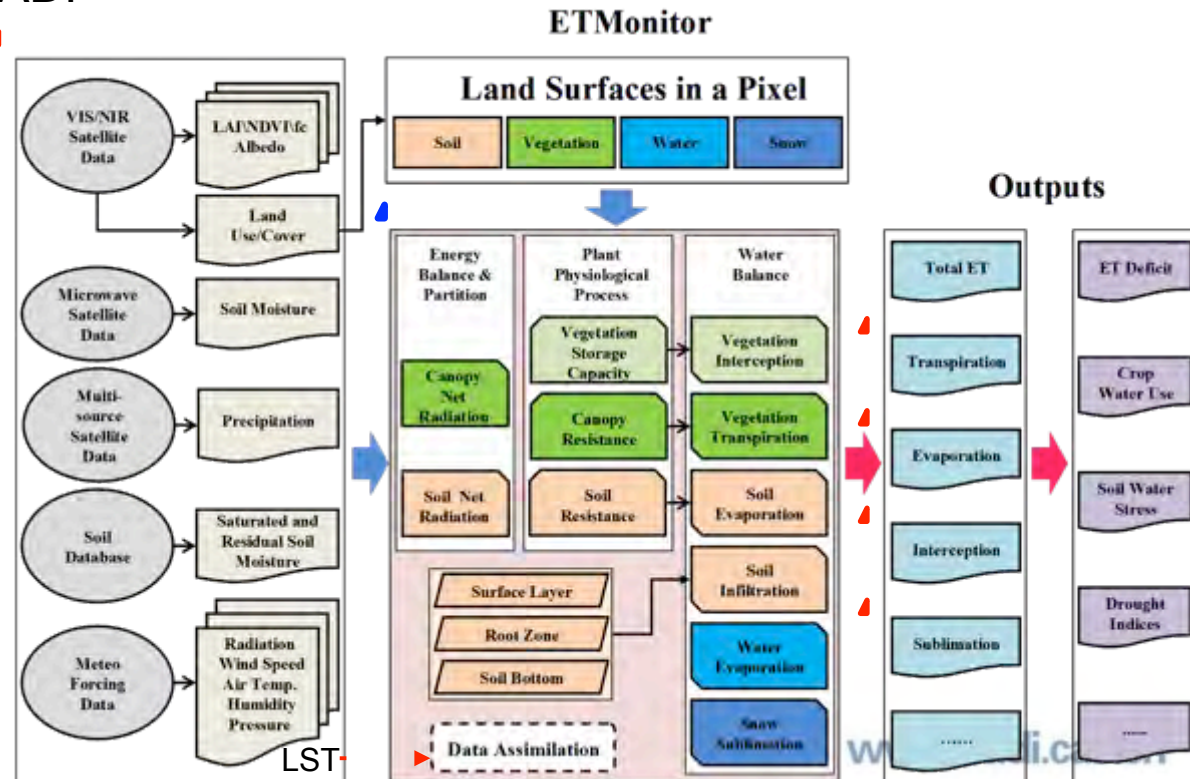 ETMonitor
Land Surfaces in a Pixel
Soil
Vegetation
Water
Snow
VIS/NIR
Satellite
Data
LAI\NDVI\fc
Albedo
Land
Use/Cover
Microwave
Satellite
Data
Soil Moisture
Multi-
source
Satellite
Data
Precipitation
Soil
Database
Saturated and
Residual Soil
Moisture
Meteo
Forcing
Data
Radiation
Wind Speed
Air Temp.
Humidity
Pressure
LST
Energy
Balance &
Partition
Canopy
Net
Radiation
Soil Net
Radiation
Plant
Physiological
Process
Vegetation
Storage
Capacity
Canopy
Resistance
Soil
Resistance
Water
Balance
Vegetation
Interception
Vegetation
Transpiration
Soil
Evaporation
Soil
Infiltration
Water
Evaporation
Snow
Sublimation
Surface Layer
Root Zone
Soil Bottom
Data Assimilation
Outputs
Total ET
Transpiration
Evaporation
Interception
Sublimation
......
ET Deficit
Crop
Water Use
Soil Water
Stress
Drought
Indices
......